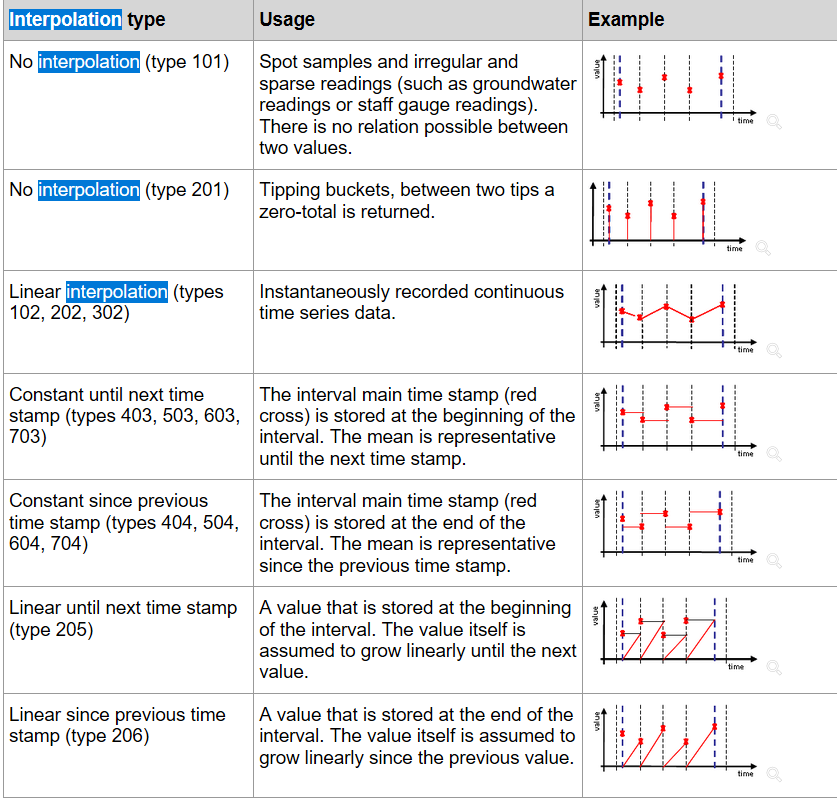 Interpolation type
Usage
Example
No interpolation (type 101)
Spot samples and irregular and
sparse readings (such as groundwater
readings or staff gauge readings).
There is no relation possible between
two values.
value
time
No interpolation (type 201)
Tipping buckets, between two tips a
zero-total is returned.
time
Linear interpolation (types
102, 202, 302)
Instantaneously recorded continuous
time series data.
value
time
Constant until next time
stamp (types 403, 503, 603,
703)
The interval main time stamp (red
cross) is stored at the beginning of the
interval. The mean is representative
until the next time stamp.
value
time
Constant since previous
time stamp (types 404, 504,
604, 704)
The interval main time stamp (red
cross) is stored at the end of the
interval. The mean is representative
since the previous time stamp.
value
time
Linear until next time stamp
(type 205)
A value that is stored at the beginning
of the interval. The value itself is
assumed to grow linearly until the next
value.
value
time
Linear since previous time
stamp (type 206)
A value that is stored at the end of the
interval. The value itself is assumed to
grow linearly since the previous value.
value
time